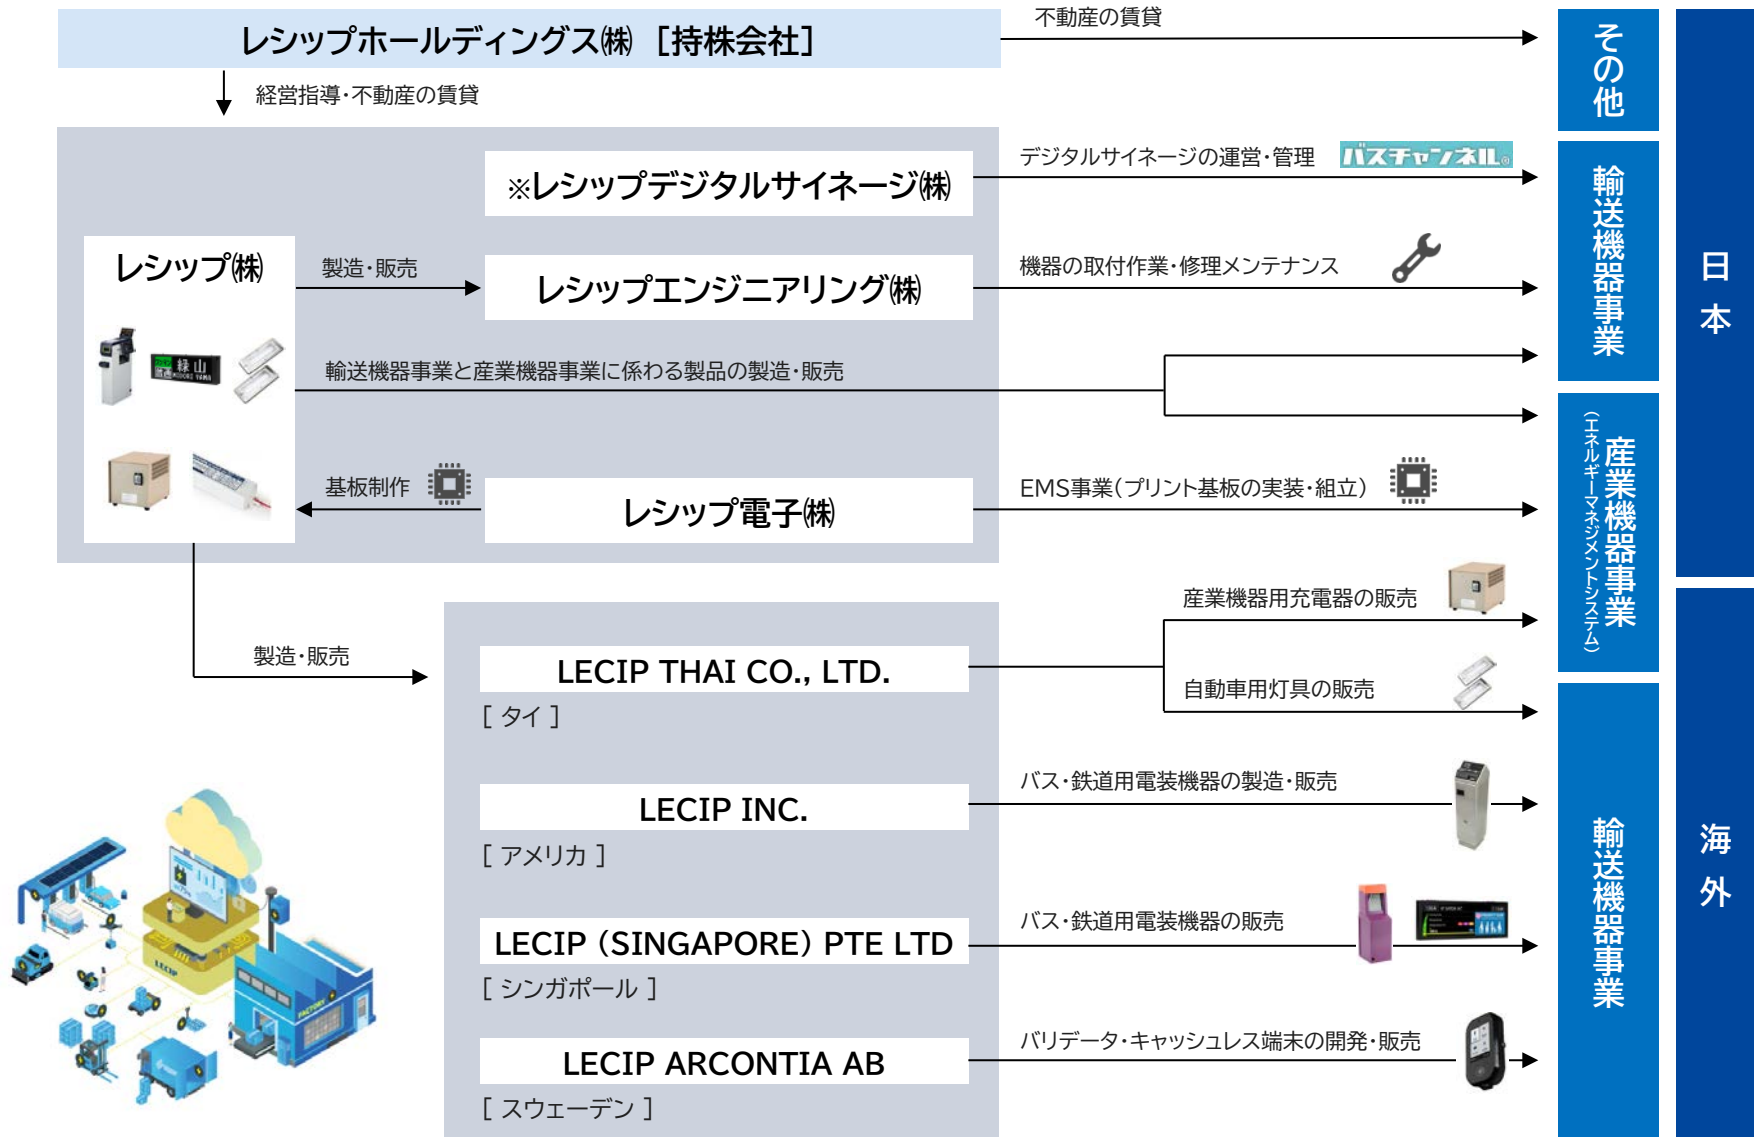 レシップホールディングス㈱［持株会社］
不動産の賃貸
その他
経営指導・不動産の賃貸
日本
※レシップデジタルサイネージ㈱
デジタルサイネージの運営・管理
バスチャンネル®
輸送機器事業
レシップ㈱
製造・販売
レシップエンジニアリング㈱
機器の取付作業・修理メンテナンス
緑山
MIDORI YAMA
輸送機器事業と産業機器事業に係わる製品の製造・販売
産業機器事業
（エネルギーマネジメントシステム）
基板制作
レシップ電子㈱
EMS事業（プリント基板の実装・組立）
製造・販売
海外
LECIP THAI CO., LTD.
[ タイ ]
産業機器用充電器の販売
自動車用灯具の販売
輸送機器事業
LECIP INC.
[ アメリカ ]
バス・鉄道用電装機器の製造・販売
LECIP（SINGAPORE）PTE LTD
[ シンガポール ]
バス・鉄道用電装機器の販売
LECIP ARCONTIA AB
[ スウェーデン ]
バリデータ・キャッシュレス端末の開発・販売
LECIP
FACTORY